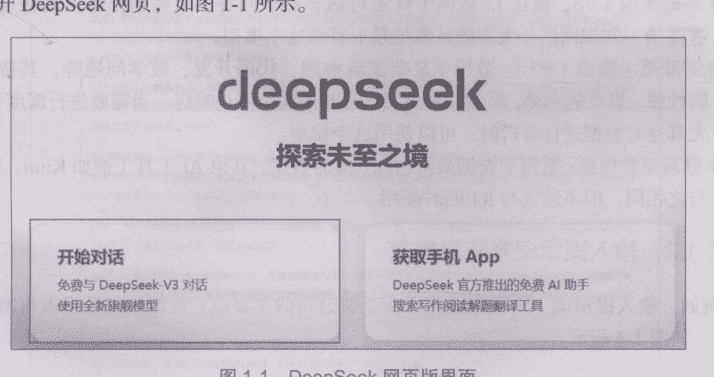 开 DeepSeek 网页，如图 1-1 所示。
deepseek
探索未至之境
开始对话
免费与 DeepSeek-V3 对话
使用全新旗舰模型
获取手机 App
DeepSeek 官方推出的免费 AI 助手
搜索写作阅读解题翻译工具
图 1-1 DeepSeek 网页版界面